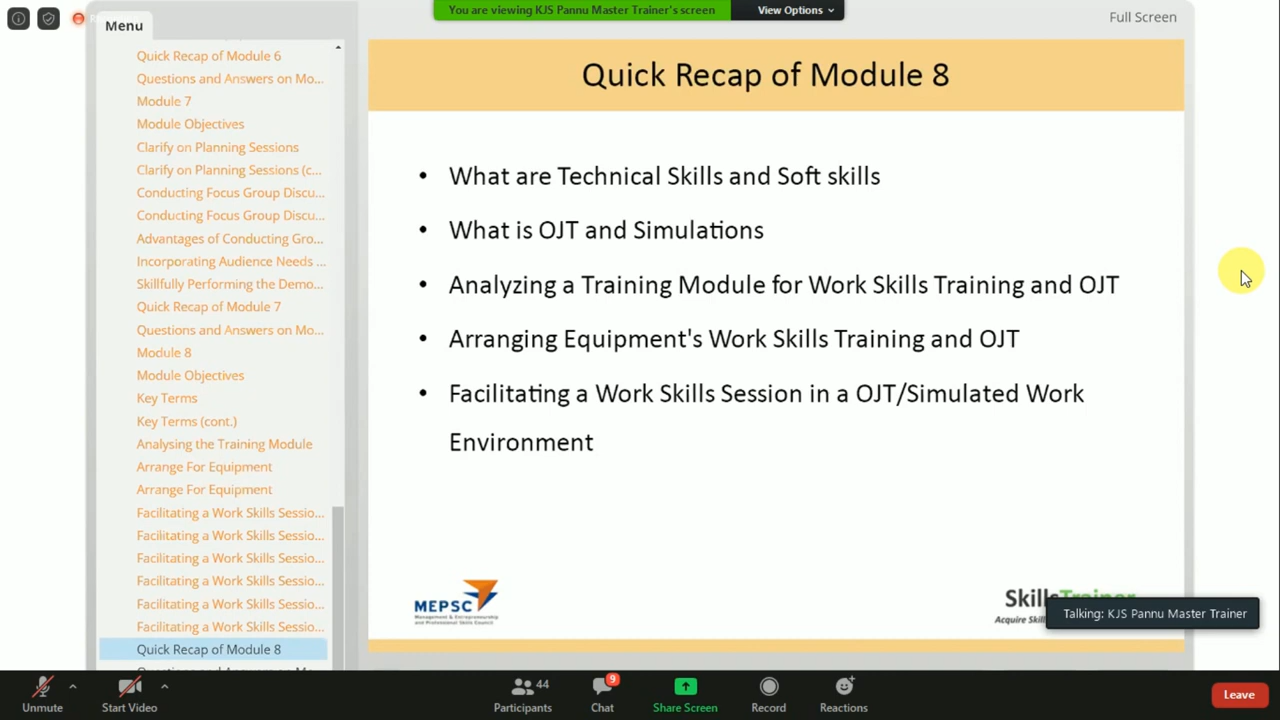 You are viewing KJS Pannu Master Trainer's screen
View Options
Menu
Full Screen
Quick Recap of Module 6
Questions and Answers on Mo...
Module 7
Module Objectives
Clarify on Planning Sessions
Clarify on Planning Sessions (c...
Conducting Focus Group Discu...
Conducting Focus Group Discu...
Advantages of Conducting Gro...
Incorporating Audience Needs ...
Skillfully Performing the Demo...
Quick Recap of Module 7
Questions and Answers on Mo...
Module 8
Module Objectives
Key Terms
Key Terms (cont.)
Analysing the Training Module
Arrange For Equipment
Arrange For Equipment
Facilitating a Work Skills Sessio...
Facilitating a Work Skills Sessio...
Facilitating a Work Skills Sessio...
Facilitating a Work Skills Sessio...
Facilitating a Work Skills Sessio...
Facilitating a Work Skills Sessio...
Quick Recap of Module 8
Quick Recap of Module 8
• What are Technical Skills and Soft skills
• What is OJT and Simulations
• Analyzing a Training Module for Work Skills Training and OJT
• Arranging Equipment's Work Skills Training and OJT
• Facilitating a Work Skills Session in a OJT/Simulated Work
Environment
MEPSC
Management & Entrepreneurship
and Professional Skills Council
Skills
Acquire
Talking: KJS Pannu Master Trainer
Unmute
Start Video
44
Participants
9
Chat
Share Screen
Record
Reactions
Leave